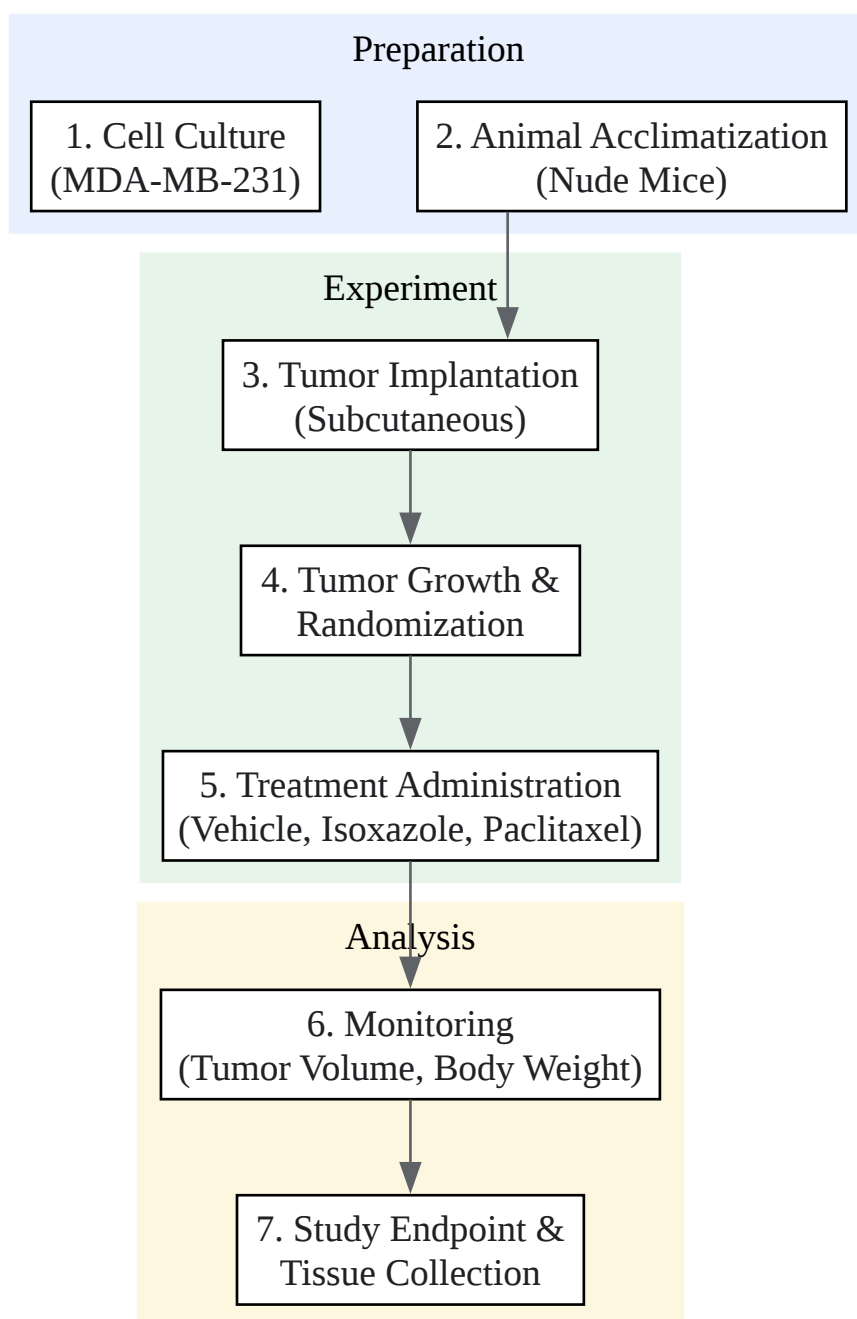 Preparation
1. Cell Culture
(MDA-MB-231)
2. Animal Acclimatization
(Nude Mice)
Experiment
3. Tumor Implantation
(Subcutaneous)
4. Tumor Growth &
Randomization
5. Treatment Administration
(Vehicle, Isoxazole, Paclitaxel)
Analysis
6. Monitoring
(Tumor Volume, Body Weight)
7. Study Endpoint &
Tissue Collection